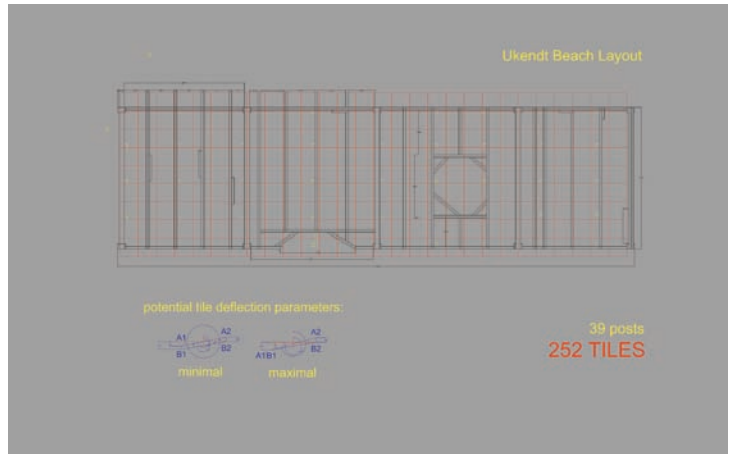 Ukendt Beach Layout
potential tile deflection parameters:
A1 A2
B1 B2
minimal
A2
A1B1 B2
maximal
39 posts
252 TILES